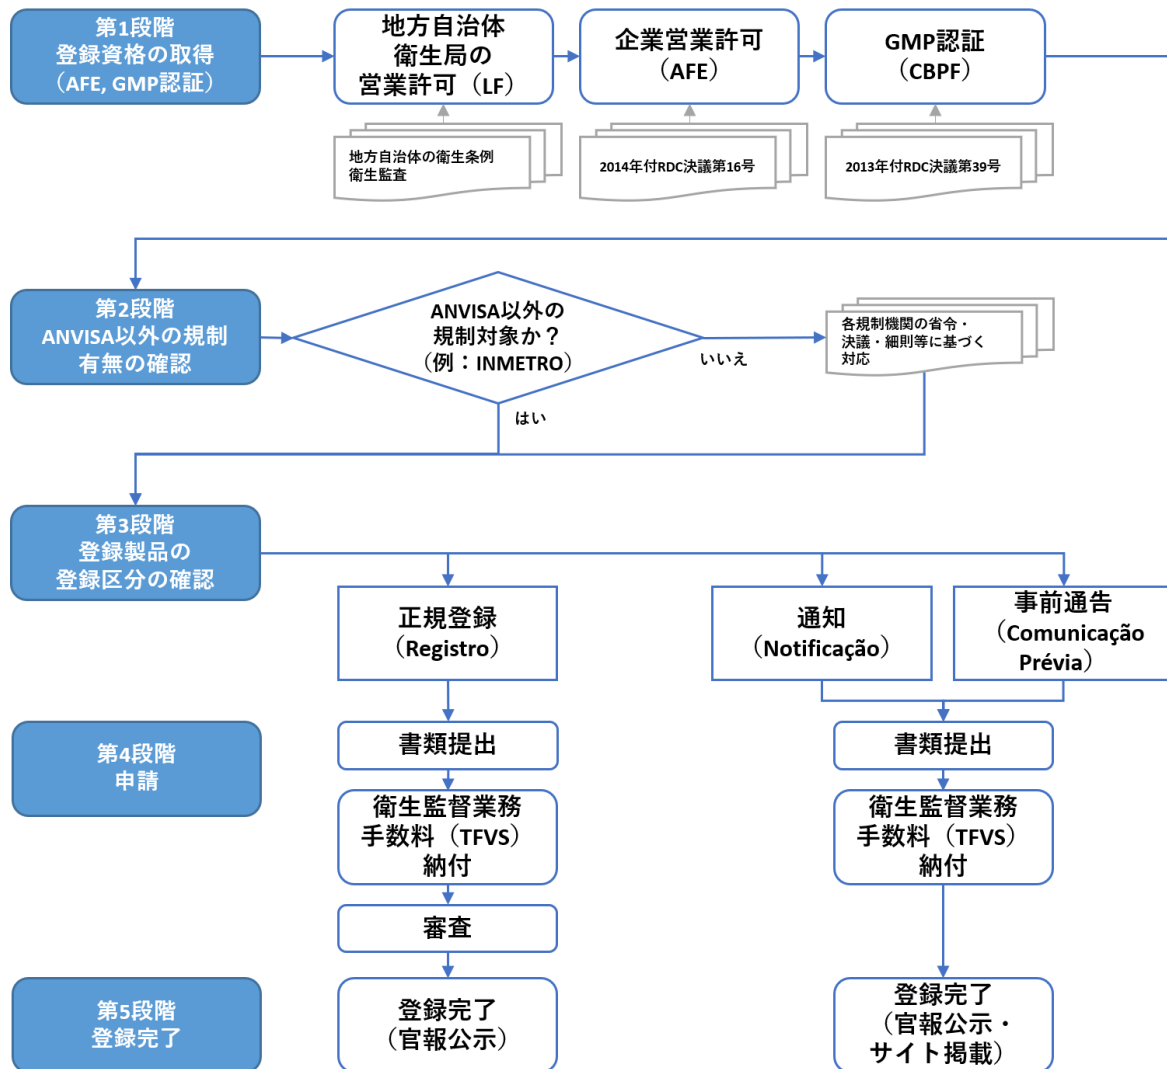 第1段階
登録資格の取得
（AFE, GMP認証）
地方自治体
衛生局の
営業許可（LF）
企業営業許可
（AFE）
GMP認証
（CBPF）
地方自治体の衛生条例
衛生監査
2014年付RDC決議第16号
2013年付RDC決議第39号
第2段階
ANVISA以外の規制
有無の確認
ANVISA以外の
規制対象か？
（例：INMETRO）
いいえ
はい
各規制機関の省令・
決議・細則等に基づく
対応
第3段階
登録製品の
登録区分の確認
正規登録
（Registro）
通知
（Notificação）
事前通告
（Comunicação
Prévia）
第4段階
申請
書類提出
書類提出
衛生監督業務
手数料（TFVS）
納付
衛生監督業務
手数料（TFVS）
納付
審査
第5段階
登録完了
登録完了
（官報公示）
登録完了
（官報公示・
サイト掲載）